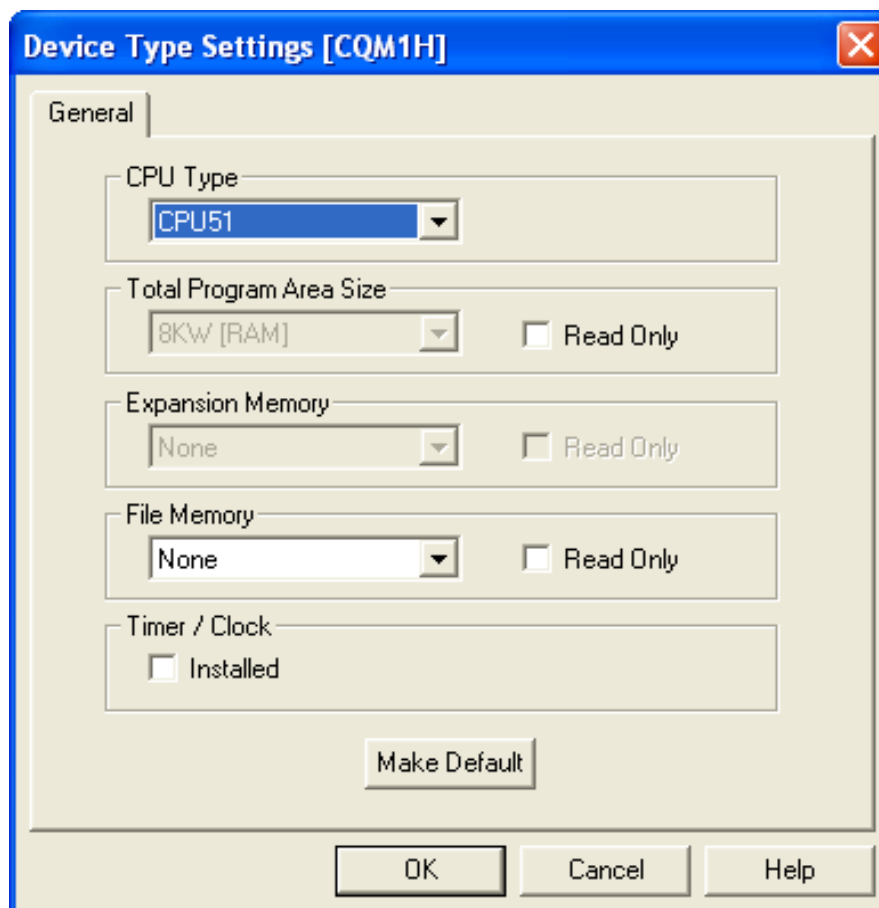 Device Type Settings [CQM1H]
General
CPU Type
CPU51
Total Program Area Size
8KW [RAM] Read Only
Expansion Memory
None Read Only
File Memory
None Read Only
Timer / Clock
Installed
Make Default
OK Cancel Help